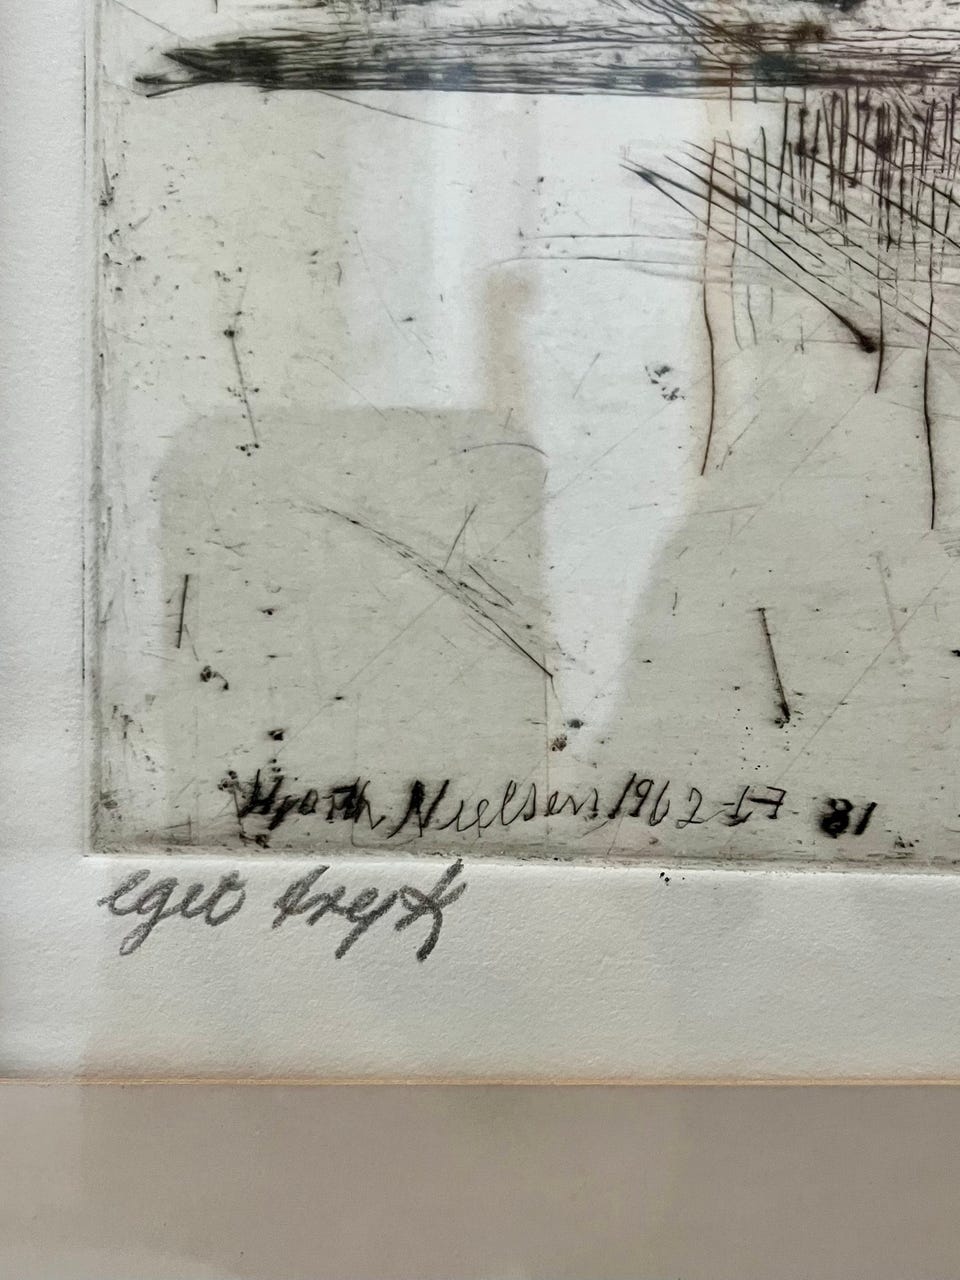 Hjorth Nielsen 1962-17 81
eget tryk